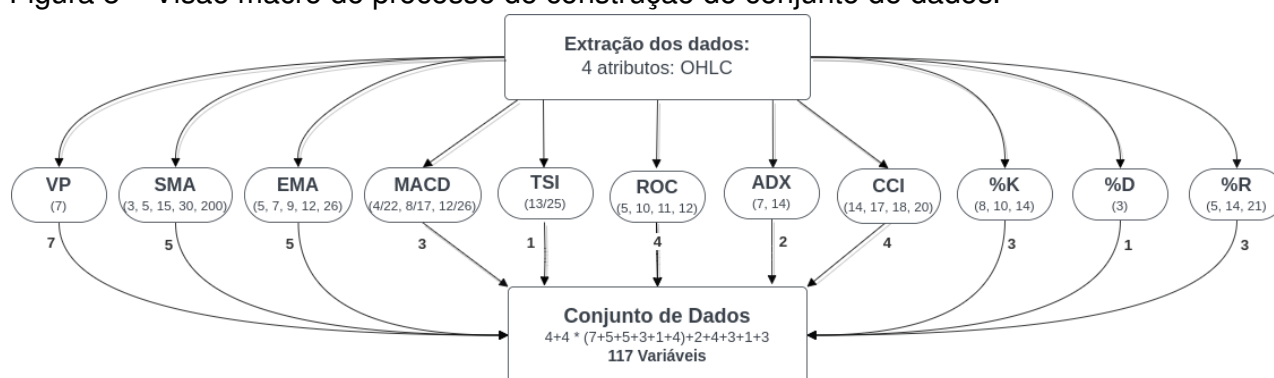 Figura 8 – Visão macro do processo de construção do conjunto de dados.
Extração dos dados:
4 atributos: OHLC
VP
(7)
SMA
(3, 5, 15, 30, 200)
EMA
(5, 7, 9, 12, 26)
MACD
(4/22, 8/17, 12/26)
TSI
(13/25)
ROC
(5, 10, 11, 12)
ADX
(7, 14)
CCI
(14, 17, 18, 20)
%K
(8, 10, 14)
%D
(3)
%R
(5, 14, 21)
7
5
5
3
1
4
2
4
3
1
3
Conjunto de Dados
4+4 * (7+5+5+3+1+4)+2+4+3+1+3
117 Variáveis